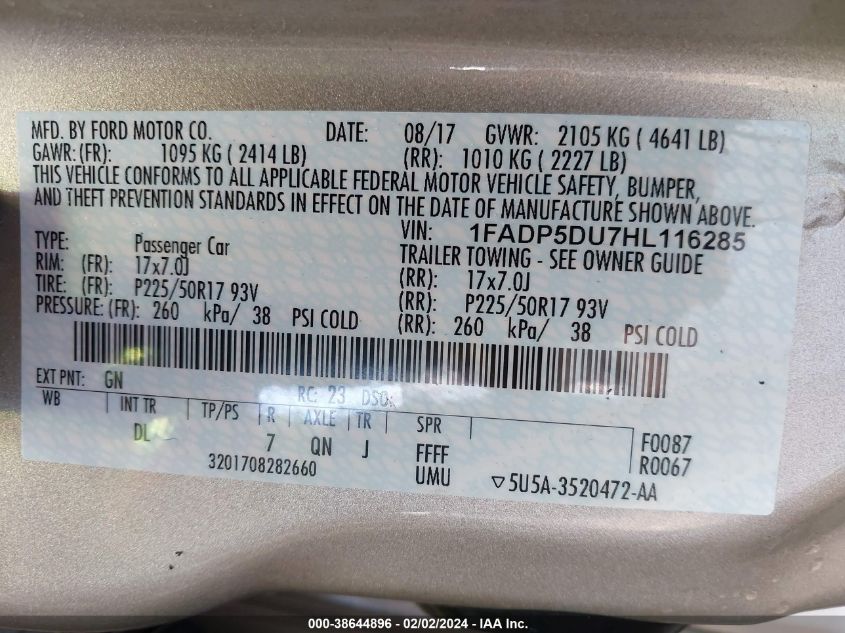 MFD. BY FORD MOTOR CO. DATE: 08/17 GVWR: 2105 KG ( 4641 LB)
GAWR: (FR): 1095 KG ( 2414 LB) (RR): 1010 KG ( 2227 LB)
THIS VEHICLE CONFORMS TO ALL APPLICABLE FEDERAL MOTOR VEHICLE SAFETY, BUMPER,
AND THEFT PREVENTION STANDARDS IN EFFECT ON THE DATE OF MANUFACTURE SHOWN ABOVE.
VIN: 1FADP5DU7HL116285
TYPE: Passenger Car TRAILER TOWING - SEE OWNER GUIDE
RIM: (FR): 17x7.0J (RR): 17x7.0J
TIRE: (FR): P225/50R17 93V (RR): P225/50R17 93V
PRESSURE: (FR): 260 kPa/ 38 PSI COLD (RR): 260 kPa/ 38 PSI COLD
EXT PNT: GN RC: 23 DSO:
WB INT TR TP/PS R AXLE TR SPR
DL 7 QN J FFFF F0087
3201708282660 UMU R0067
▽5U5A-3520472-AA
000-38644896 - 02/02/2024 - IAA Inc.